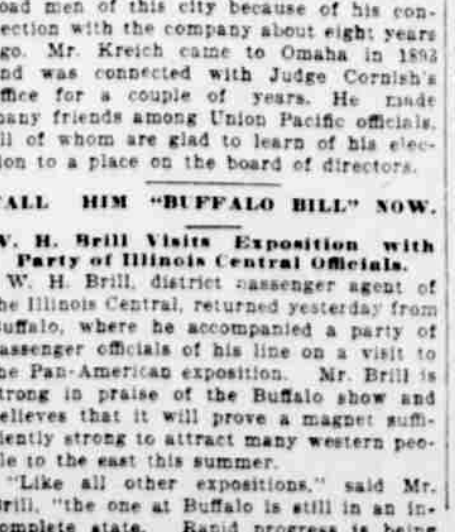 oad men of this city because of his con-
ection with the company about eight years
go. Mr. Kreich came to Omaha in 1893
nd was connected with Judge Cornish's
ffice for a couple of years. He made
any friends among Union Pacific officials,
ll of whom are glad to learn of his elec-
ion to a place on the board of directors.
ALL HIM "BUFFALO BILL" NOW.
W. H. Brill Visits Exposition with
Party of Illinois Central Officials.
W. H. Brill, district passenger agent of
he Illinois Central, returned yesterday from
Buffalo, where he accompanied a party of
assenger officials of his line on a visit to
he Pan-American exposition. Mr. Brill is
trong in praise of the Buffalo show and
elieves that it will prove a magnet suffi-
iently strong to attract many western peo-
le to the east this summer.
"Like all other expositions," said Mr.
Brill, "the one at Buffalo is still in an in-
omplete state. Rapid progress is being